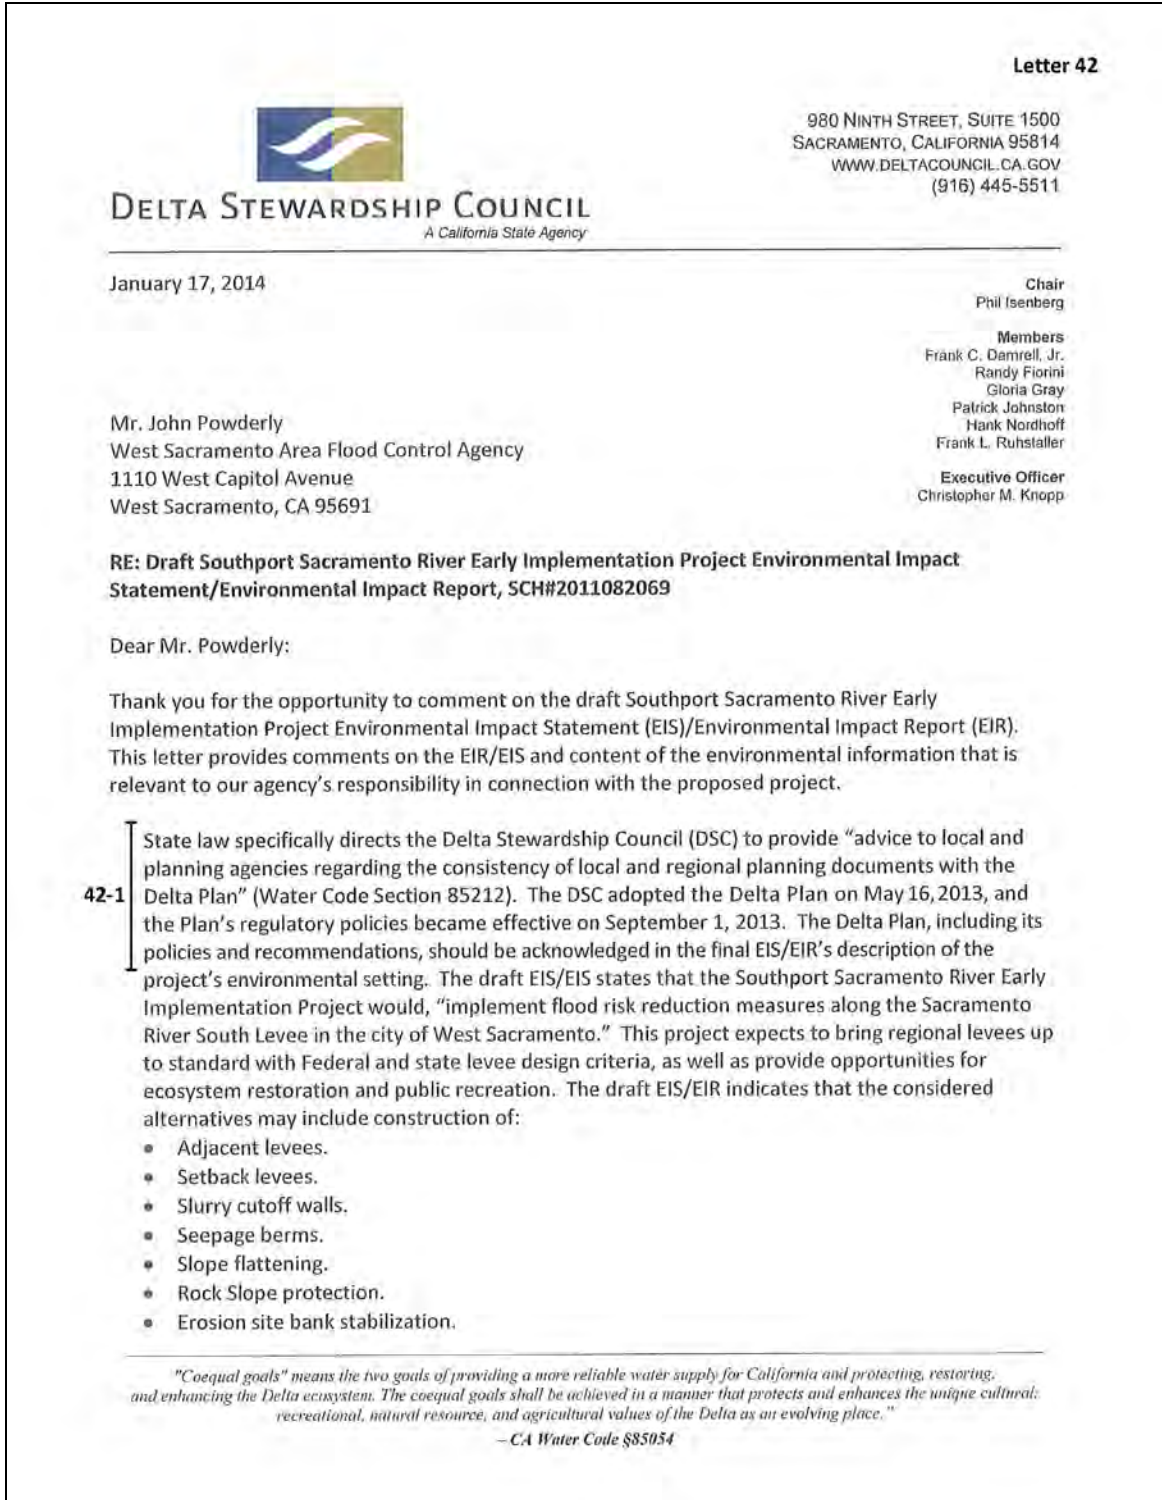 Letter 42
980 NINTH STREET, SUITE 1500
SACRAMENTO, CALIFORNIA 95814
WWW.DELTACOUNCIL.CA.GOV
(916) 445-5511
DELTA STEWARDSHIP COUNCIL
A California State Agency
January 17, 2014
Chair
Phil Isenberg
Members
Frank C. Damrell, Jr.
Randy Fiorini
Gloria Gray
Patrick Johnston
Hank Nordhoff
Frank L. Ruhstaller
Executive Officer
Christopher M. Knopp
Mr. John Powderly
West Sacramento Area Flood Control Agency
1110 West Capitol Avenue
West Sacramento, CA 95691
RE: Draft Southport Sacramento River Early Implementation Project Environmental Impact
Statement/Environmental Impact Report, SCH#2011082069
Dear Mr. Powderly:
Thank you for the opportunity to comment on the draft Southport Sacramento River Early
Implementation Project Environmental Impact Statement (EIS)/Environmental Impact Report (EIR).
This letter provides comments on the EIR/EIS and content of the environmental information that is
relevant to our agency's responsibility in connection with the proposed project.
State law specifically directs the Delta Stewardship Council (DSC) to provide "advice to local and
planning agencies regarding the consistency of local and regional planning documents with the
42-1 Delta Plan" (Water Code Section 85212). The DSC adopted the Delta Plan on May 16, 2013, and
the Plan's regulatory policies became effective on September 1, 2013. The Delta Plan, including its
policies and recommendations, should be acknowledged in the final EIS/EIR's description of the
project's environmental setting. The draft EIS/EIS states that the Southport Sacramento River Early
Implementation Project would, "implement flood risk reduction measures along the Sacramento
River South Levee in the city of West Sacramento." This project expects to bring regional levees up
to standard with Federal and state levee design criteria, as well as provide opportunities for
ecosystem restoration and public recreation. The draft EIS/EIR indicates that the considered
alternatives may include construction of:
• Adjacent levees.
• Setback levees.
• Slurry cutoff walls.
• Seepage berms.
• Slope flattening.
• Rock Slope protection.
• Erosion site bank stabilization.
"Coequal goals" means the two goals of providing a more reliable water supply for California and protecting, restoring,
and enhancing the Delta ecosystem. The coequal goals shall be achieved in a manner that protects and enhances the unique cultural,
recreational, natural resource, and agricultural values of the Delta as an evolving place."
– CA Water Code §85054